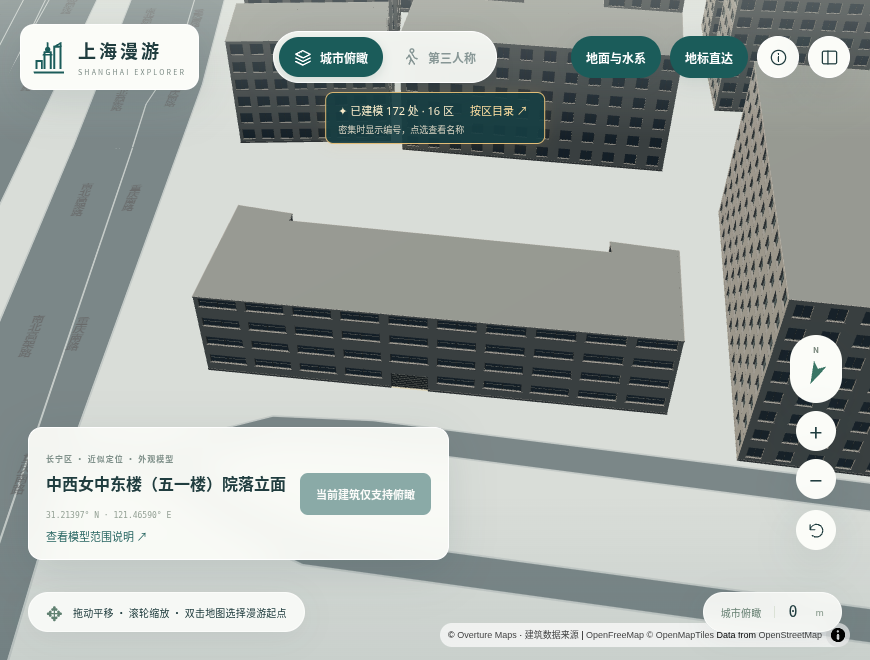 上海漫游
SHANGHAI EXPLORER
城市俯瞰
第三人称
地面与水系
地标直达
✦ 已建模 172 处 · 16 区 按区目录 ↗
密集时显示编号，点选查看名称
N
+
−
长宁区 · 近似定位 · 外观模型
中西女中东楼（五一楼）院落立面
31.21397° N · 121.46590° E
查看模型范围说明 ↗
当前建筑仅支持俯瞰
拖动平移 · 滚轮缩放 · 双击地图选择漫游起点
城市俯瞰 0 m
© Overture Maps · 建筑数据来源 | OpenFreeMap © OpenMapTiles Data from OpenStreetMap